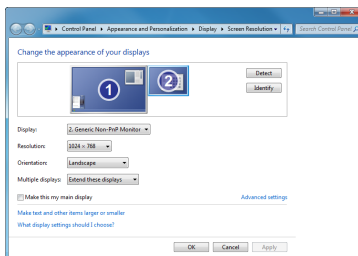 Control Panel ▸ Appearance and Personalization ▸ Display ▸ Screen Resolution
Search Control Panel
Change the appearance of your displays
1
2
Detect
Identify
Display: 2. Generic Non-PnP Monitor
Resolution: 1024 × 768
Orientation: Landscape
Multiple displays: Extend these displays
Make this my main display
Advanced settings
Make text and other items larger or smaller
What display settings should I choose?
OK Cancel Apply